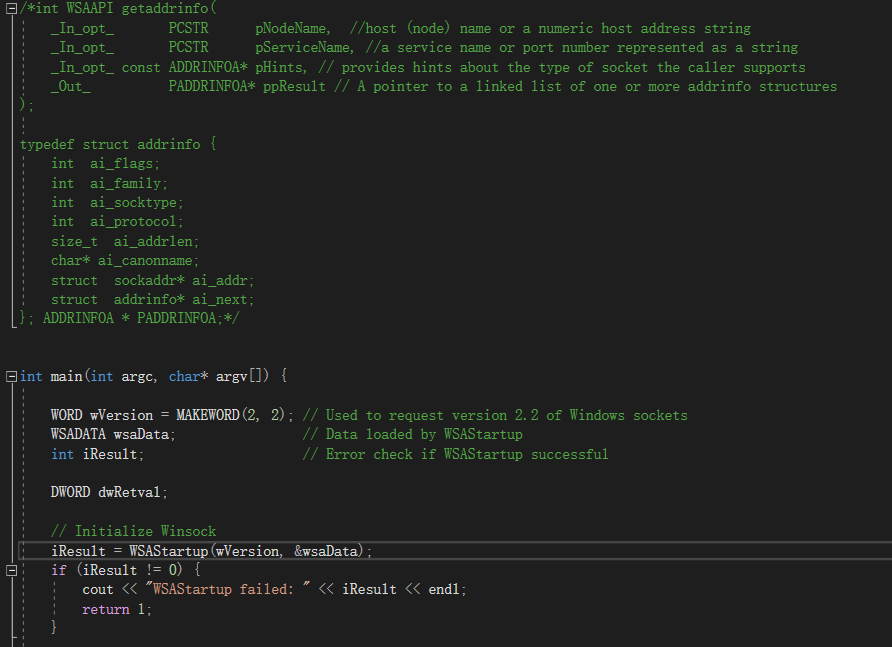 /*int WSAAPI getaddrinfo(
    _In_opt_       PCSTR      pNodeName,  //host (node) name or a numeric host address string
    _In_opt_       PCSTR      pServiceName, //a service name or port number represented as a string
    _In_opt_ const ADDRINFOA* pHints, // provides hints about the type of socket the caller supports
    _Out_          PADDRINFOA* ppResult // A pointer to a linked list of one or more addrinfo structures
);
typedef struct addrinfo {
    int  ai_flags;
    int  ai_family;
    int  ai_socktype;
    int  ai_protocol;
    size_t  ai_addrlen;
    char* ai_canonname;
    struct  sockaddr* ai_addr;
    struct  addrinfo* ai_next;
}; ADDRINFOA * PADDRINFOA;*/
int main(int argc, char* argv[]) {
    WORD wVersion = MAKEWORD(2, 2); // Used to request version 2.2 of Windows sockets
    WSADATA wsaData;                // Data loaded by WSAStartup
    int iResult;                    // Error check if WSAStartup successful
    DWORD dwRetval;
    // Initialize Winsock
    iResult = WSAStartup(wVersion, &wsaData);
    if (iResult != 0) {
        cout << "WSAStartup failed: " << iResult << endl;
        return 1;
    }